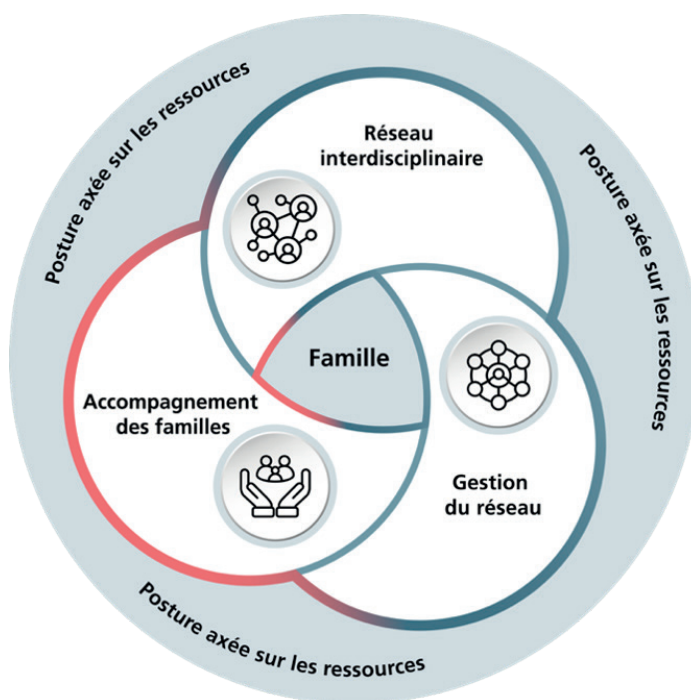 Posture axée sur les ressources
Réseau
interdisciplinaire
Posture axée sur les ressources
Famille
Accompagnement
des familles
Gestion
du réseau
Posture axée sur les ressources